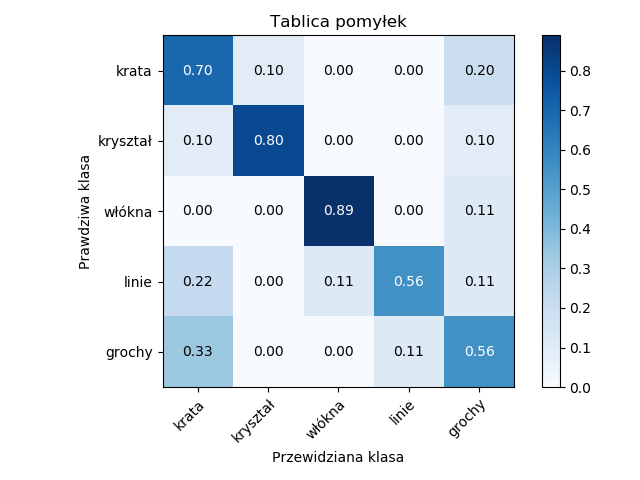 Tablica pomyłek
Prawdziwa klasa
krata 0.70 0.10 0.00 0.00 0.20
kryształ 0.10 0.80 0.00 0.00 0.10
włókna 0.00 0.00 0.89 0.00 0.11
linie 0.22 0.00 0.11 0.56 0.11
grochy 0.33 0.00 0.00 0.11 0.56
krata kryształ włókna linie grochy
Przewidziana klasa
0.8
0.7
0.6
0.5
0.4
0.3
0.2
0.1
0.0